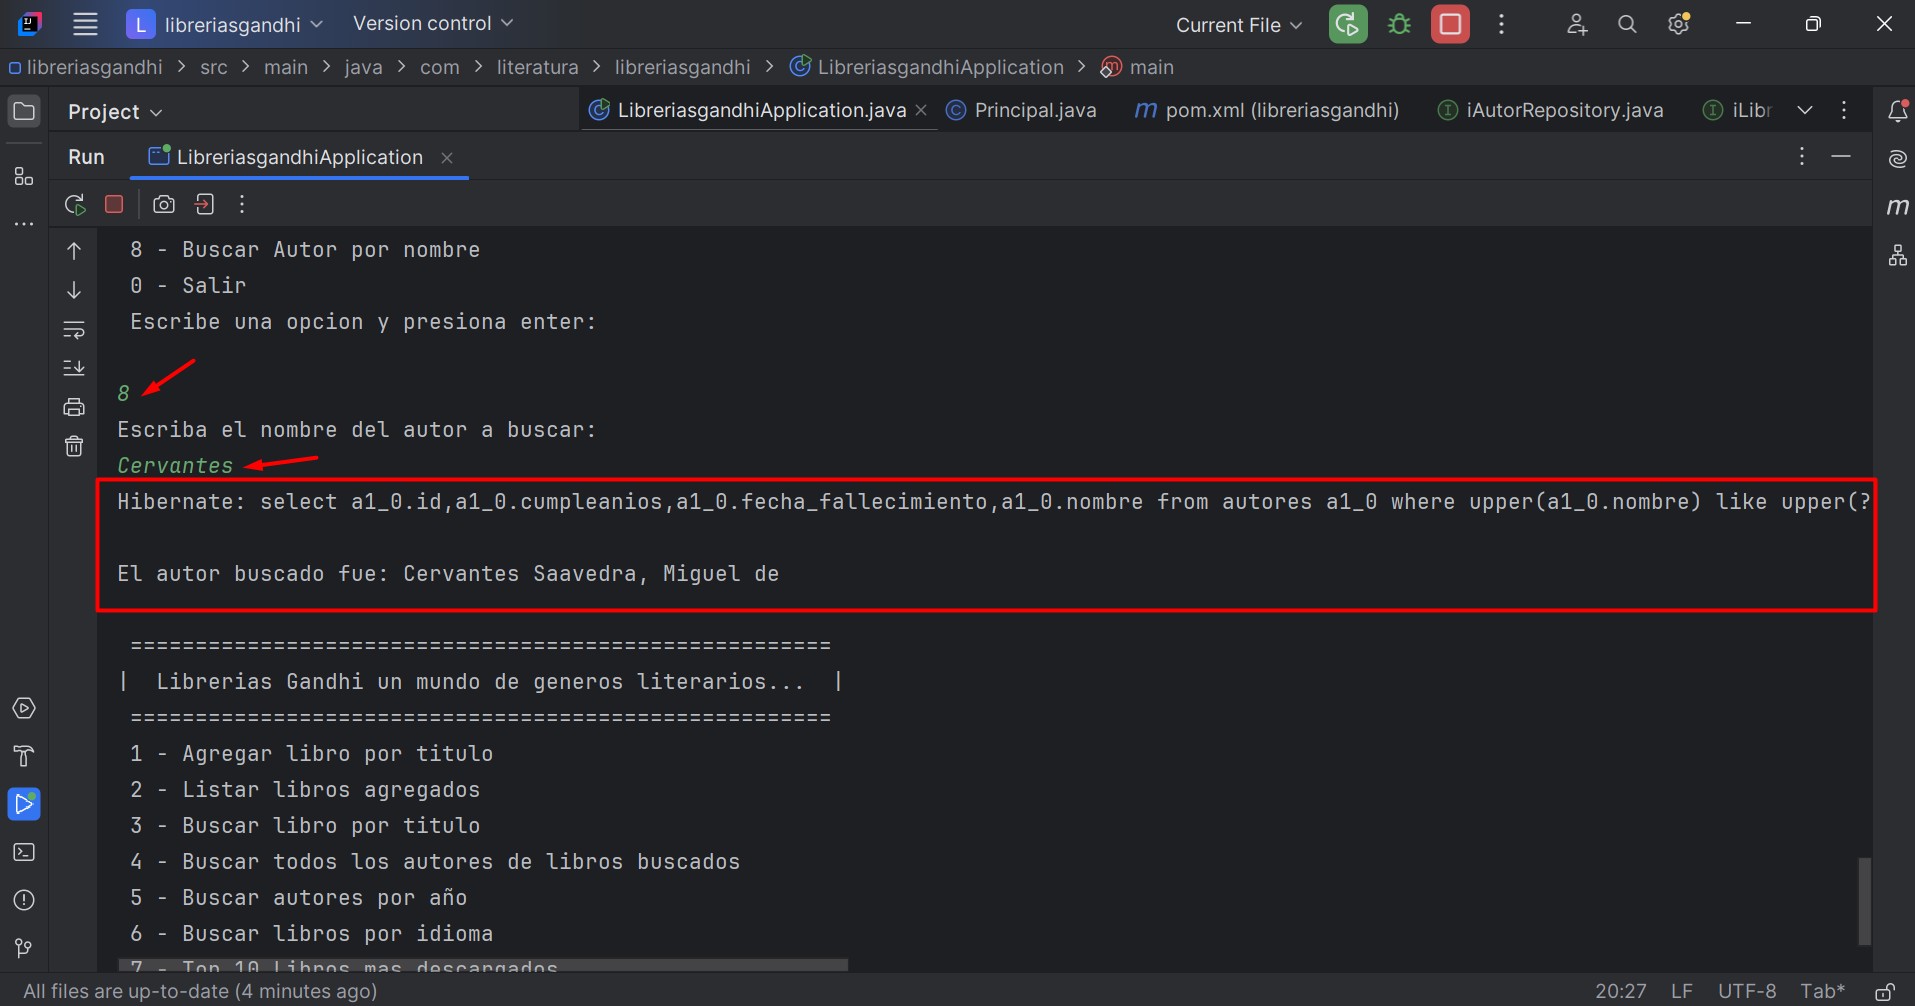 L libreriasgandhi Version control Current File
libreriasgandhi > src > main > java > com > literatura > libreriasgandhi > LibreriasgandhiApplication > main
Project LibreriasgandhiApplication.java Principal.java pom.xml (libreriasgandhi) iAutorRepository.java iLibr
Run LibreriasgandhiApplication
8 - Buscar Autor por nombre
0 - Salir
Escribe una opcion y presiona enter:
8
Escriba el nombre del autor a buscar:
Cervantes
Hibernate: select a1_0.id,a1_0.cumpleanios,a1_0.fecha_fallecimiento,a1_0.nombre from autores a1_0 where upper(a1_0.nombre) like upper(?
El autor buscado fue: Cervantes Saavedra, Miguel de
======================================================
| Librerias Gandhi un mundo de generos literarios... |
======================================================
1 - Agregar libro por titulo
2 - Listar libros agregados
3 - Buscar libro por titulo
4 - Buscar todos los autores de libros buscados
5 - Buscar autores por año
6 - Buscar libros por idioma
7 - Top 10 Libros mas descargados
All files are up-to-date (4 minutes ago) 20:27 LF UTF-8 Tab*